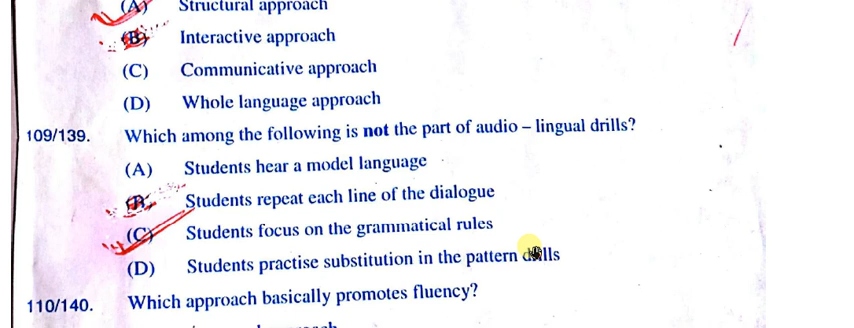 (A) Structural approach
(B) Interactive approach
(C) Communicative approach
(D) Whole language approach
109/139. Which among the following is not the part of audio – lingual drills?
(A) Students hear a model language
(B) Students repeat each line of the dialogue
(C) Students focus on the grammatical rules
(D) Students practise substitution in the pattern drills
110/140. Which approach basically promotes fluency?